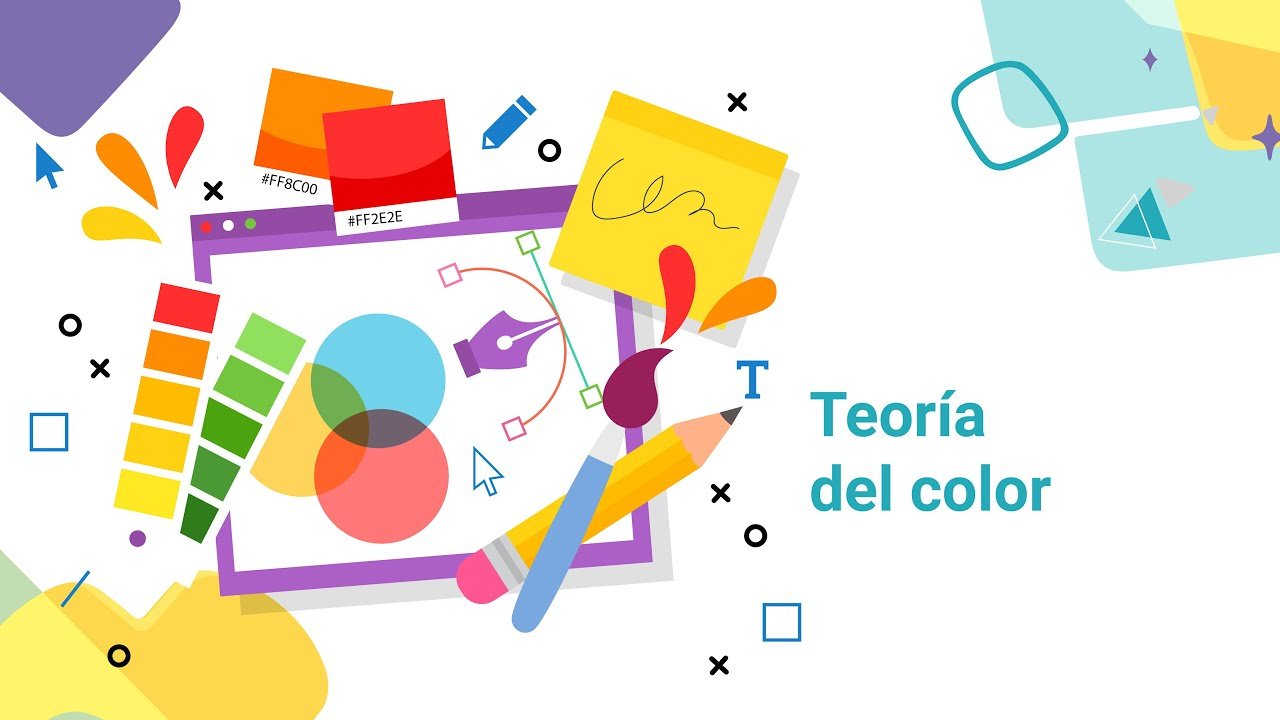 #FF8C00
#FF2E2E
T
Teoría
del color